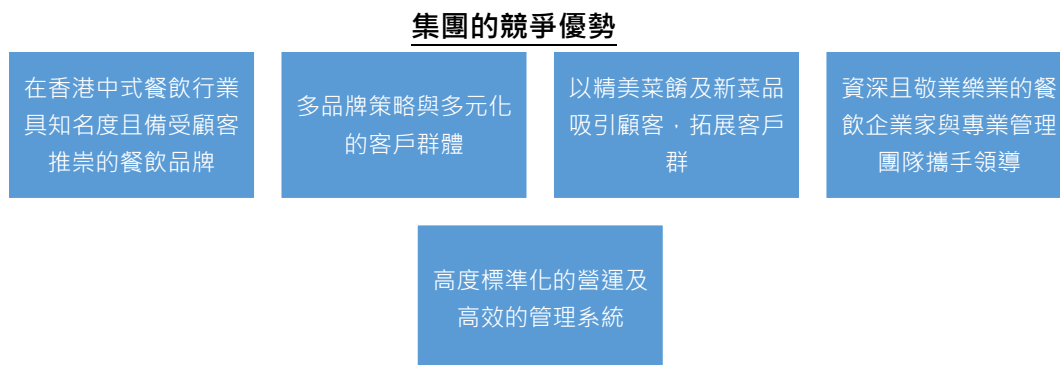 集團的競爭優勢
在香港中式餐飲行業
具知名度且備受顧客
推崇的餐飲品牌
多品牌策略與多元化
的客戶群體
以精美菜餚及新菜品
吸引顧客，拓展客戶
群
資深且敬業樂業的餐
飲企業家與專業管理
團隊攜手領導
高度標準化的營運及
高效的管理系統